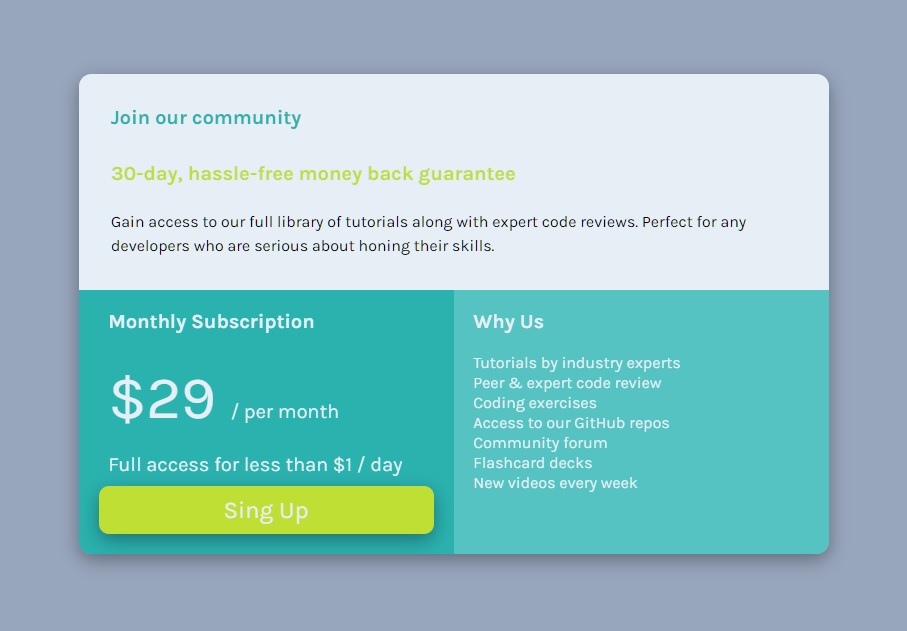 Join our community
30-day, hassle-free money back guarantee
Gain access to our full library of tutorials along with expert code reviews. Perfect for any
developers who are serious about honing their skills.
Monthly Subscription
$29 / per month
Full access for less than $1 / day
Sing Up
Why Us
Tutorials by industry experts
Peer & expert code review
Coding exercises
Access to our GitHub repos
Community forum
Flashcard decks
New videos every week